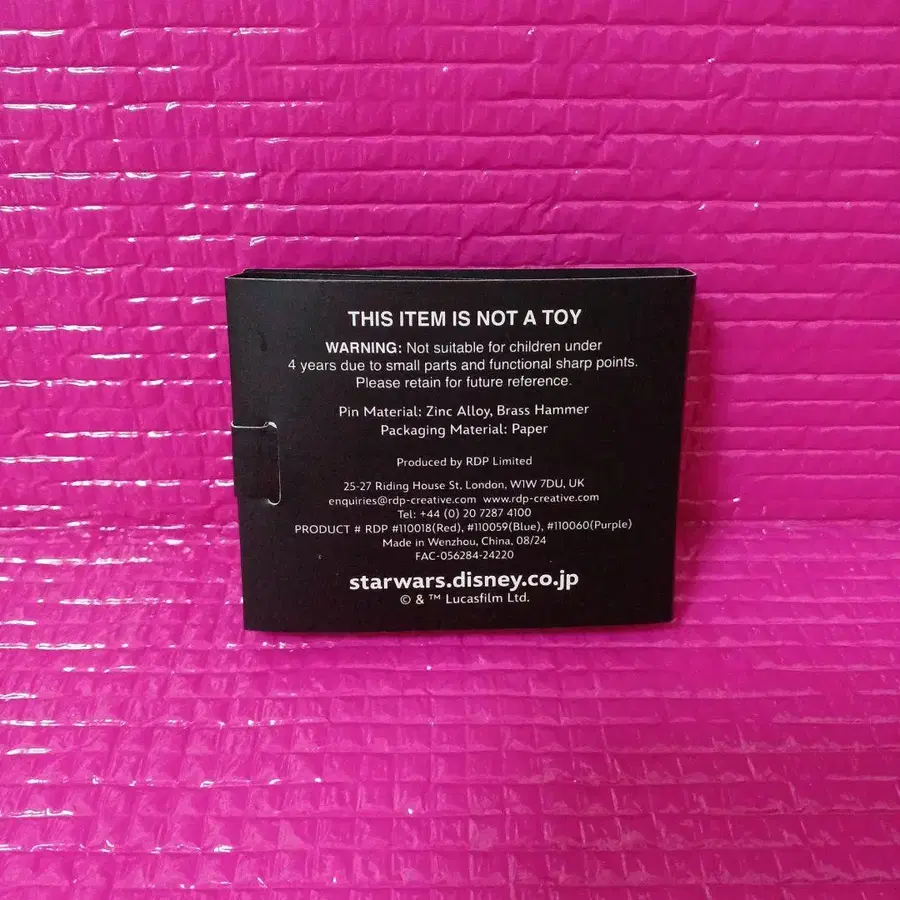 THIS ITEM IS NOT A TOY
WARNING: Not suitable for children under
4 years due to small parts and functional sharp points.
Please retain for future reference.
Pin Material: Zinc Alloy, Brass Hammer
Packaging Material: Paper
Produced by RDP Limited
25-27 Riding House St, London, W1W 7DU, UK
enquiries@rdp-creative.com www.rdp-creative.com
Tel: +44 (0) 20 7287 4100
PRODUCT # RDP #110018(Red), #110059(Blue), #110060(Purple)
Made in Wenzhou, China, 08/24
FAC-056284-24220
starwars.disney.co.jp
© & ™ Lucasfilm Ltd.